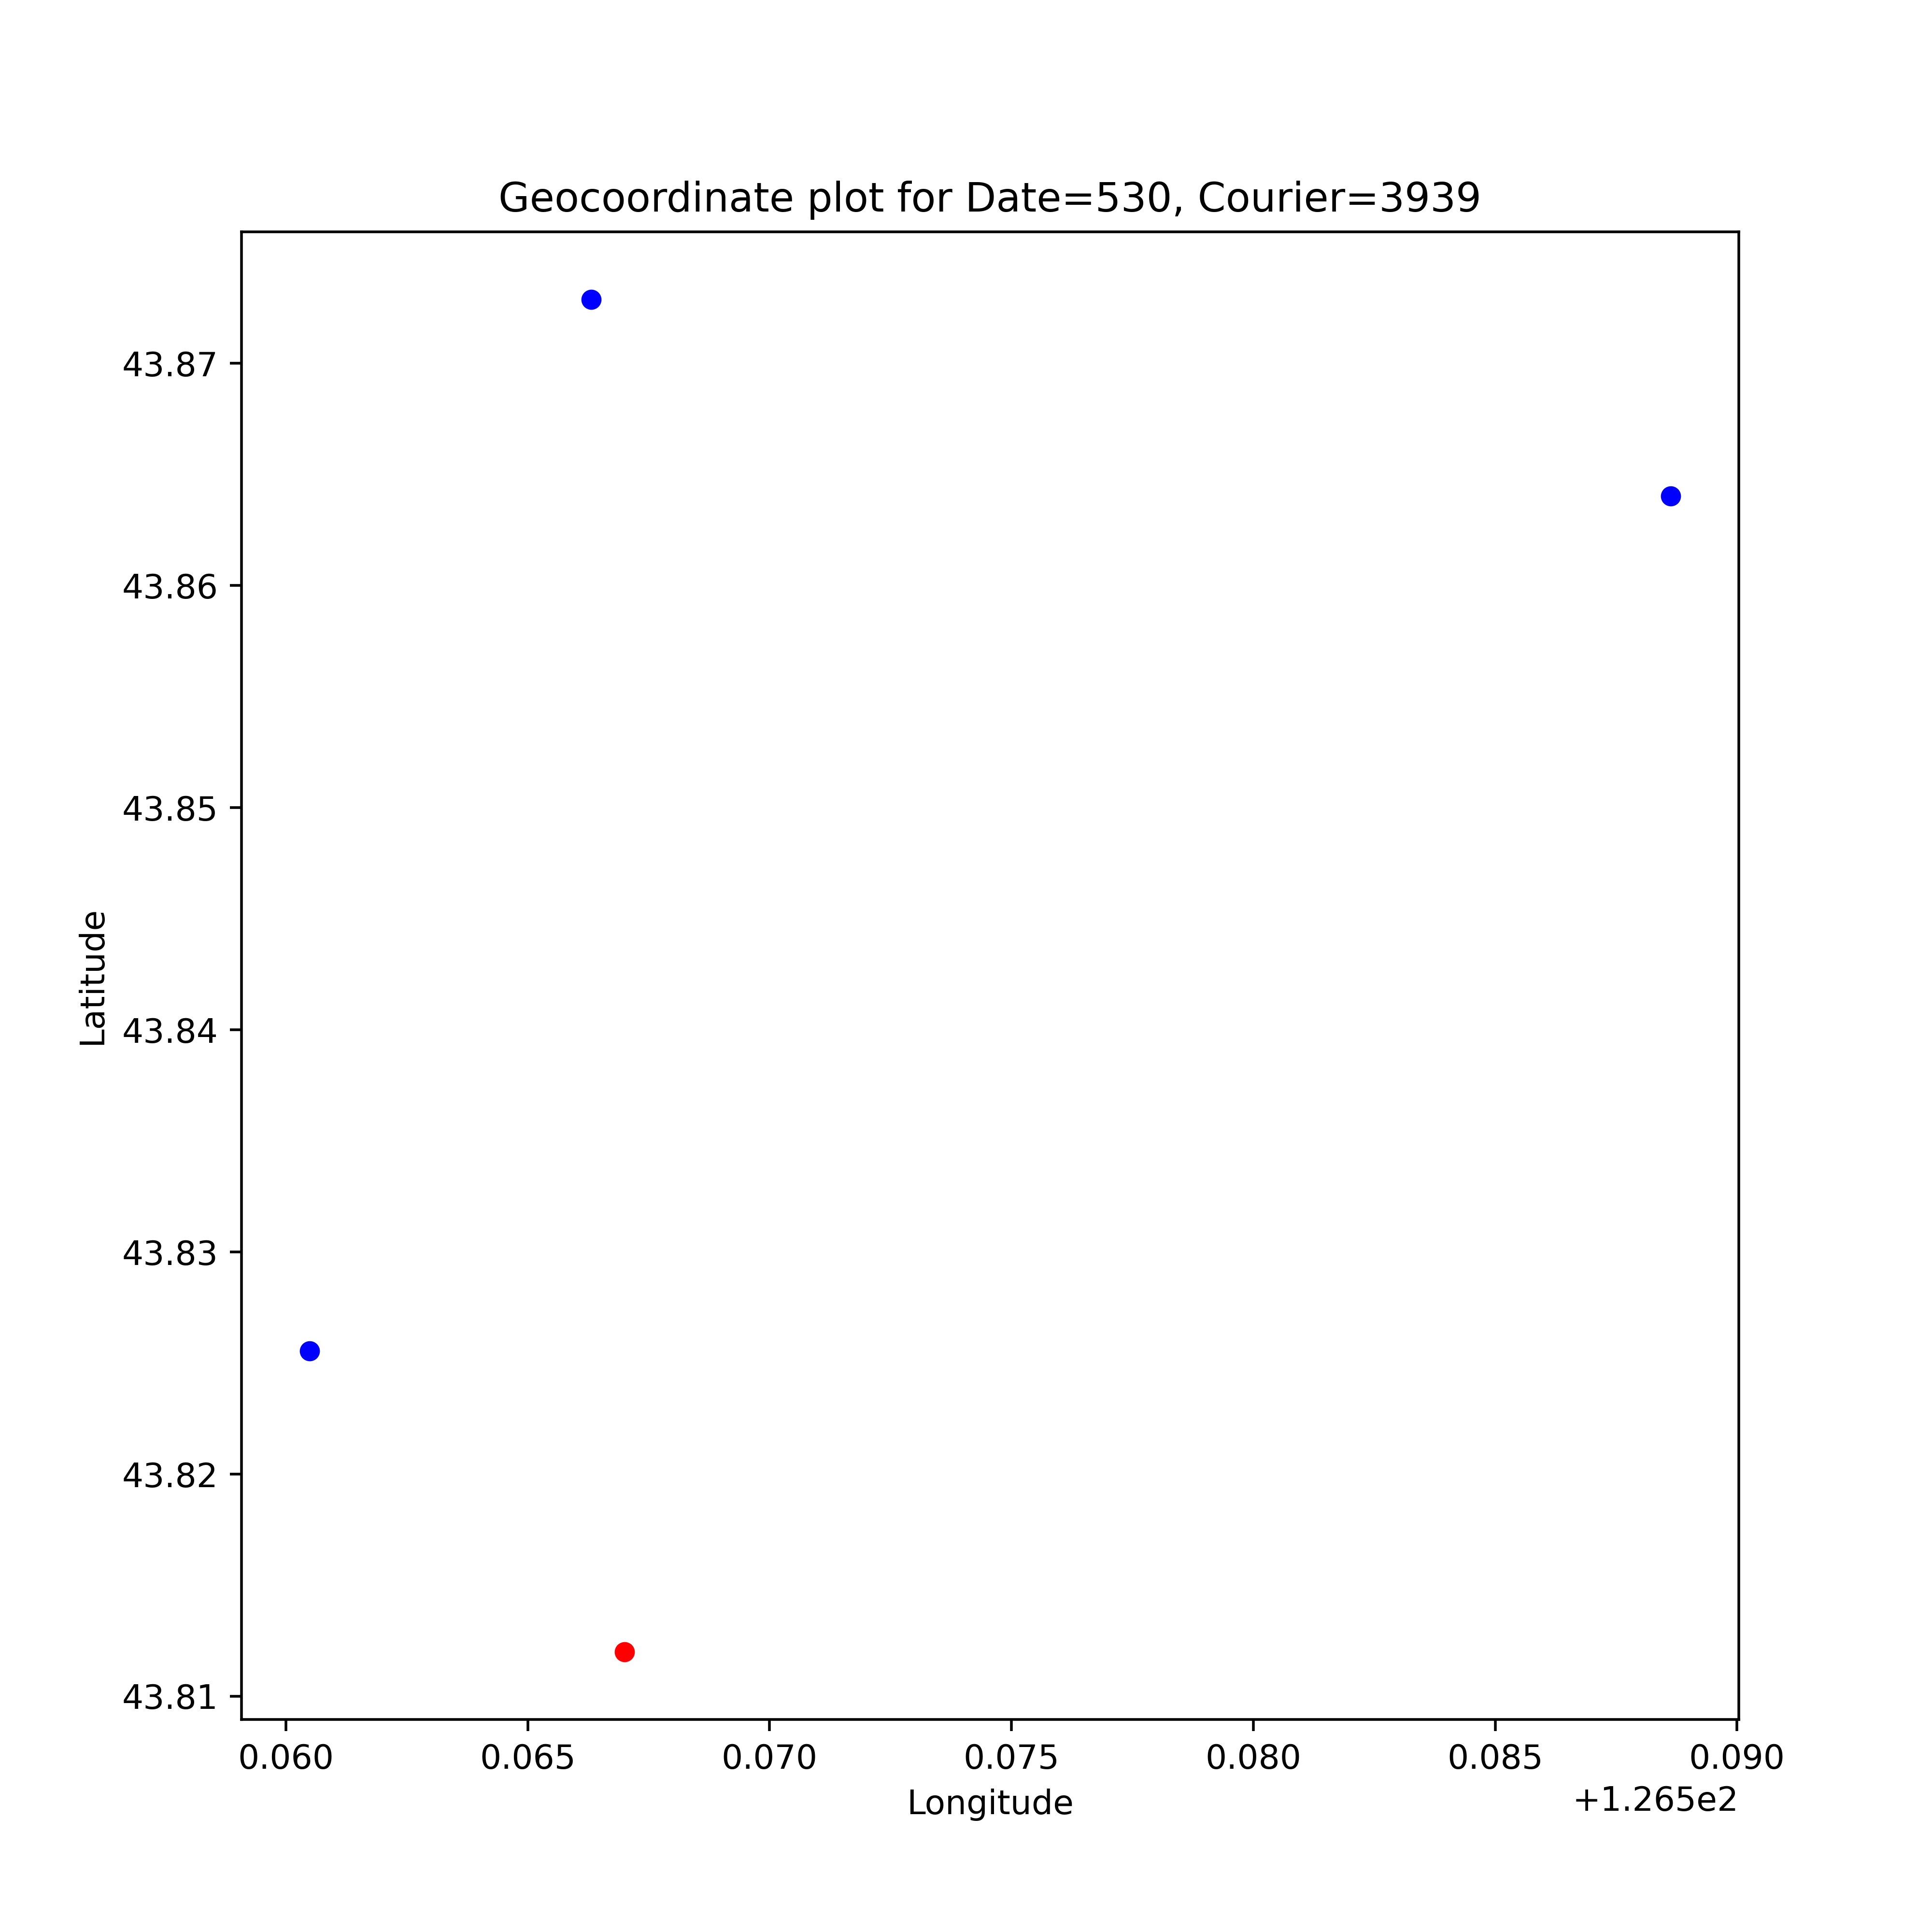 Geocoordinate plot for Date=530, Courier=3939
43.87
43.86
43.85
43.84
43.83
43.82
43.81
Latitude
0.060 0.065 0.070 0.075 0.080 0.085 0.090
Longitude
+1.265e2